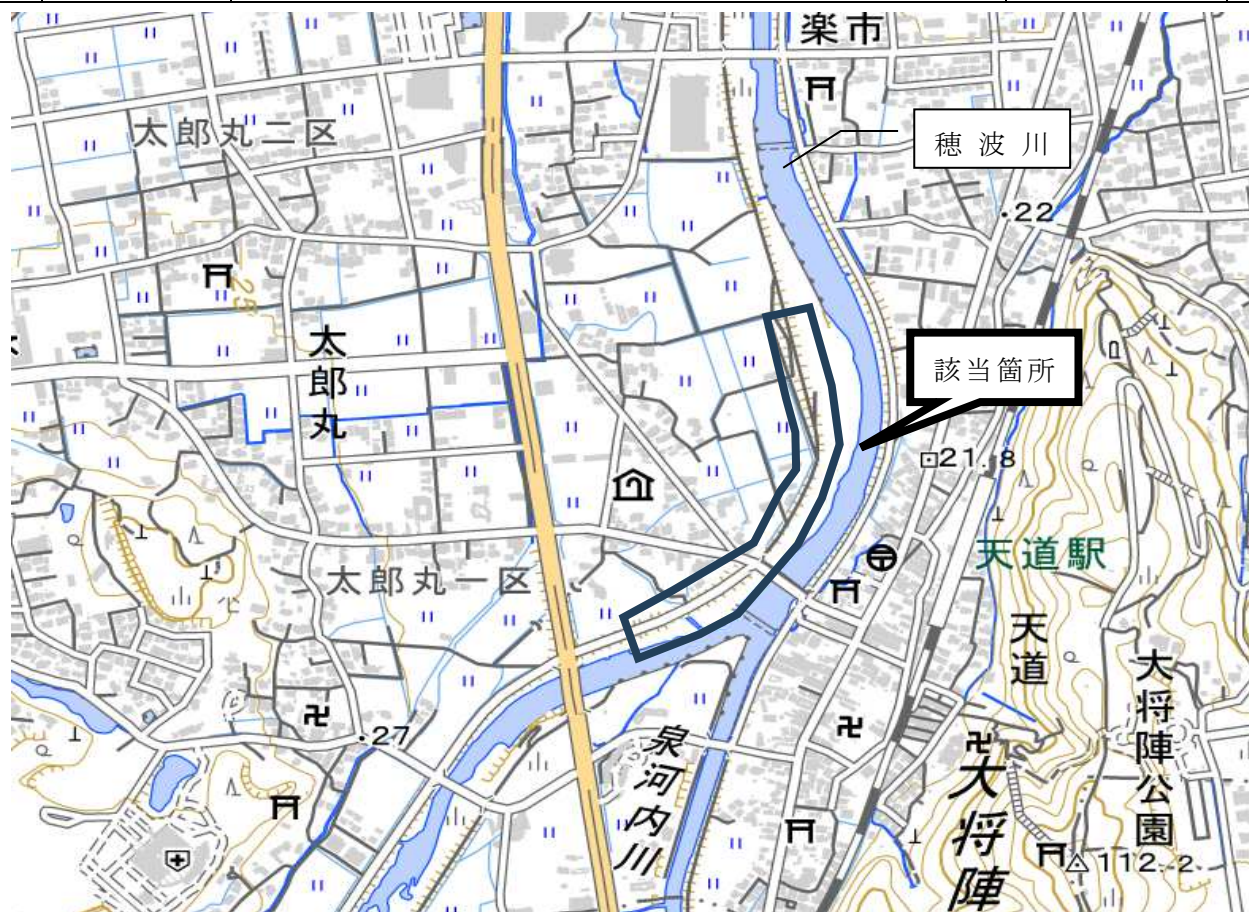 楽市
太郎丸二区
穂波川
.22
25
太郎丸
該当箇所
21.8
天道駅
太郎丸一区
天道
大将陣公園
.27
泉河内川
大将陣
112.2